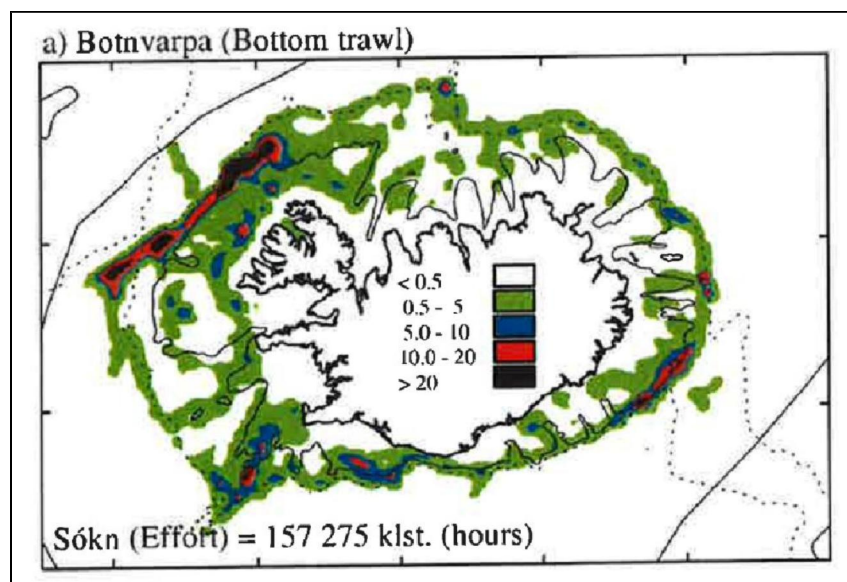 a) Botnvarpa (Bottom trawl)
< 0.5
0.5 - 5
5.0 - 10
10.0 - 20
> 20
Sókn (Effort) = 157 275 klst. (hours)